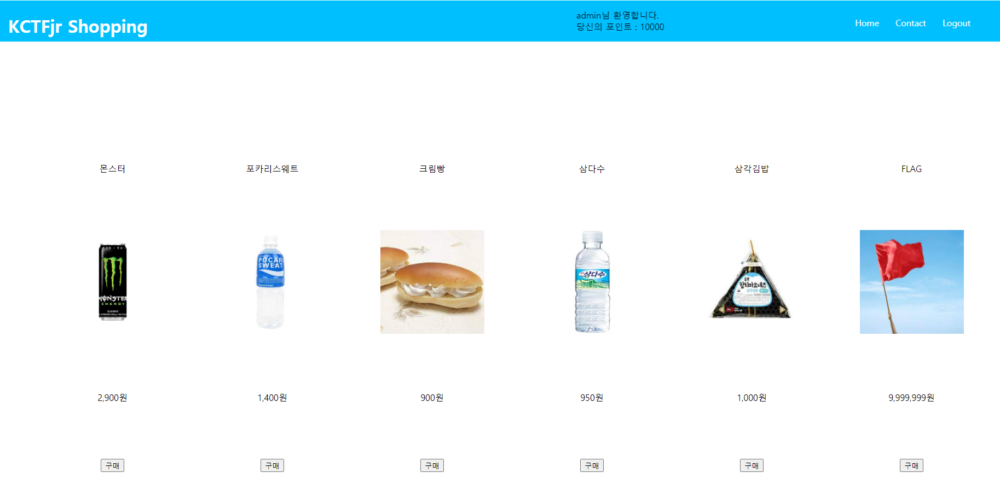 KCTFjr Shopping
admin님 환영합니다.
당신의 포인트 : 10000
Home Contact Logout
몬스터 포카리스웨트 크림빵 삼다수 삼각김밥 FLAG
MONSTER
ENERGY
POCARI
SWEAT
삼다수
참치마요네즈
삼각김밥
2,900원 1,400원 900원 950원 1,000원 9,999,999원
구매 구매 구매 구매 구매 구매